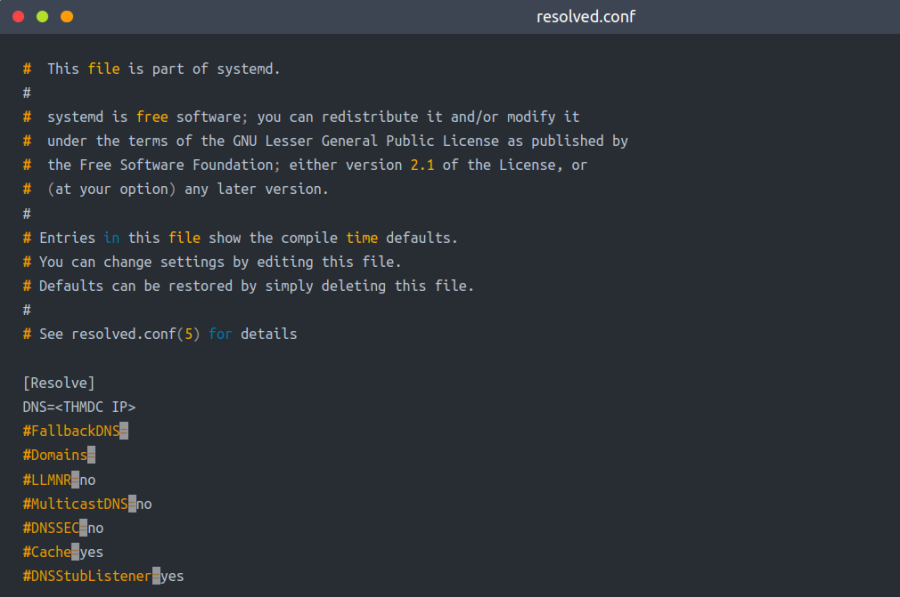 resolved.conf
#  This file is part of systemd.
#
#  systemd is free software; you can redistribute it and/or modify it
#  under the terms of the GNU Lesser General Public License as published by
#  the Free Software Foundation; either version 2.1 of the License, or
#  (at your option) any later version.
#
# Entries in this file show the compile time defaults.
# You can change settings by editing this file.
# Defaults can be restored by simply deleting this file.
#
# See resolved.conf(5) for details
[Resolve]
DNS=<THMDC IP>
#FallbackDNS=
#Domains=
#LLMNR=no
#MulticastDNS=no
#DNSSEC=no
#Cache=yes
#DNSStubListener=yes